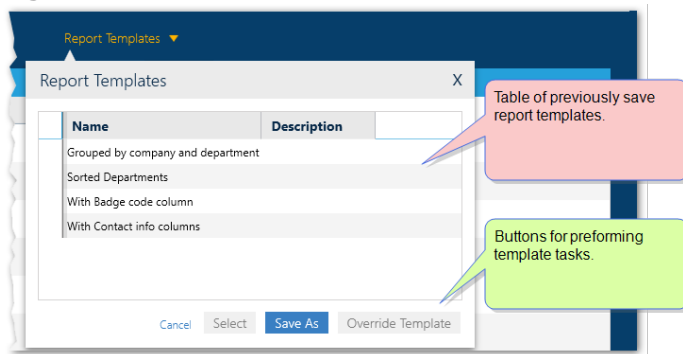 Report Templates ▼
Report Templates X
Name Description
Grouped by company and department
Sorted Departments
With Badge code column
With Contact info columns
Cancel Select Save As Override Template
Table of previously save
report templates.
Buttons for preforming
template tasks.